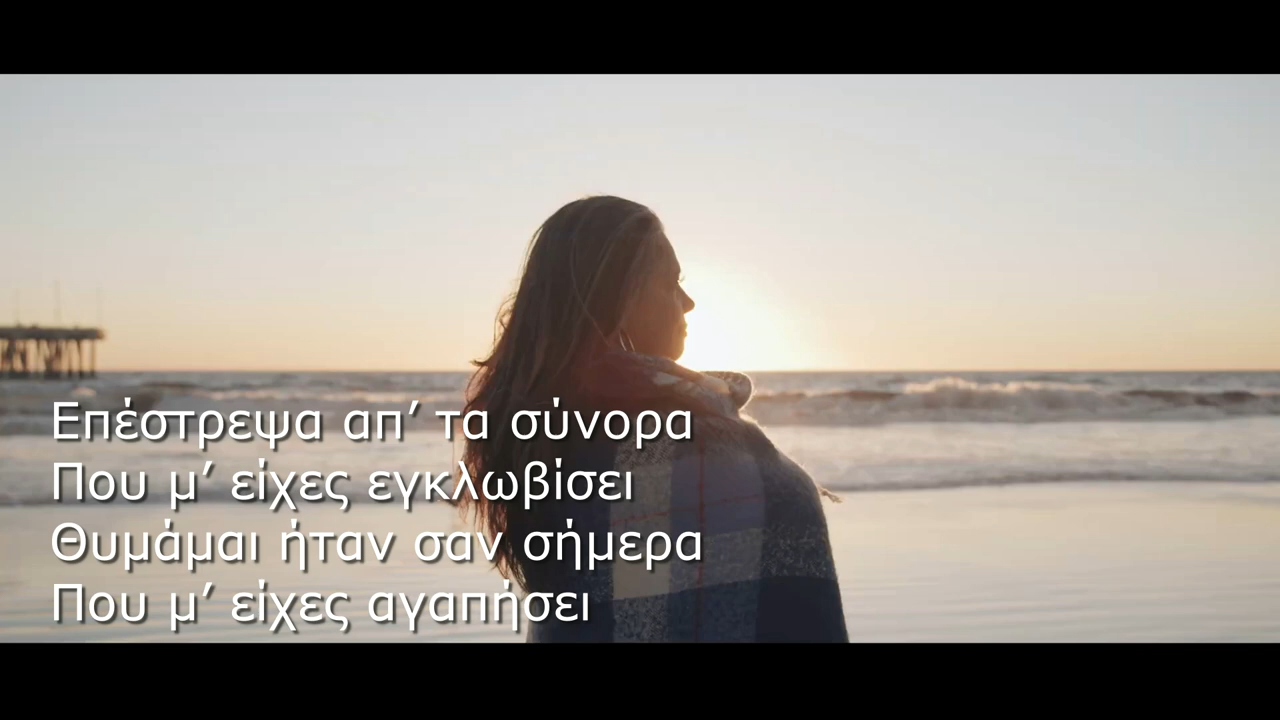 Επέστρεψα απ’ τα σύνορα
Που μ’ είχες εγκλωβίσει
Θυμάμαι ήταν σαν σήμερα
Που μ’ είχες αγαπήσει